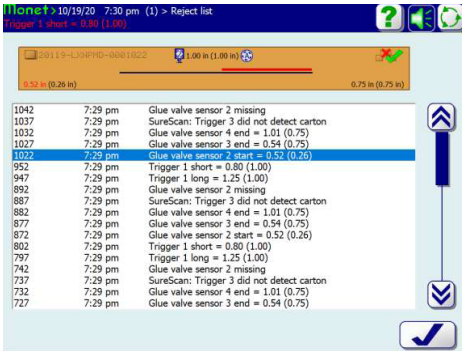 Monet> 10/19/20 7:30 pm (1) > Reject list
Trigger 1 short = 0.80 (1.00)
?
20119-LXNPMD-0001022 2 1.00 in (1.00 in)
0.52 in (0.26 in) 0.75 in (0.75 in)
1042 7:29 pm Glue valve sensor 2 missing
1037 7:29 pm SureScan: Trigger 3 did not detect carton
1032 7:29 pm Glue valve sensor 4 end = 1.01 (0.75)
1027 7:29 pm Glue valve sensor 3 end = 0.54 (0.75)
1022 7:29 pm Glue valve sensor 2 start = 0.52 (0.26)
952 7:29 pm Trigger 1 short = 0.80 (1.00)
947 7:29 pm Trigger 1 long = 1.25 (1.00)
892 7:29 pm Glue valve sensor 2 missing
887 7:29 pm SureScan: Trigger 3 did not detect carton
882 7:29 pm Glue valve sensor 4 end = 1.01 (0.75)
877 7:29 pm Glue valve sensor 3 end = 0.54 (0.75)
872 7:29 pm Glue valve sensor 2 start = 0.52 (0.26)
802 7:29 pm Trigger 1 short = 0.80 (1.00)
797 7:29 pm Trigger 1 long = 1.25 (1.00)
742 7:29 pm Glue valve sensor 2 missing
737 7:29 pm SureScan: Trigger 3 did not detect carton
732 7:29 pm Glue valve sensor 4 end = 1.01 (0.75)
727 7:29 pm Glue valve sensor 3 end = 0.54 (0.75)